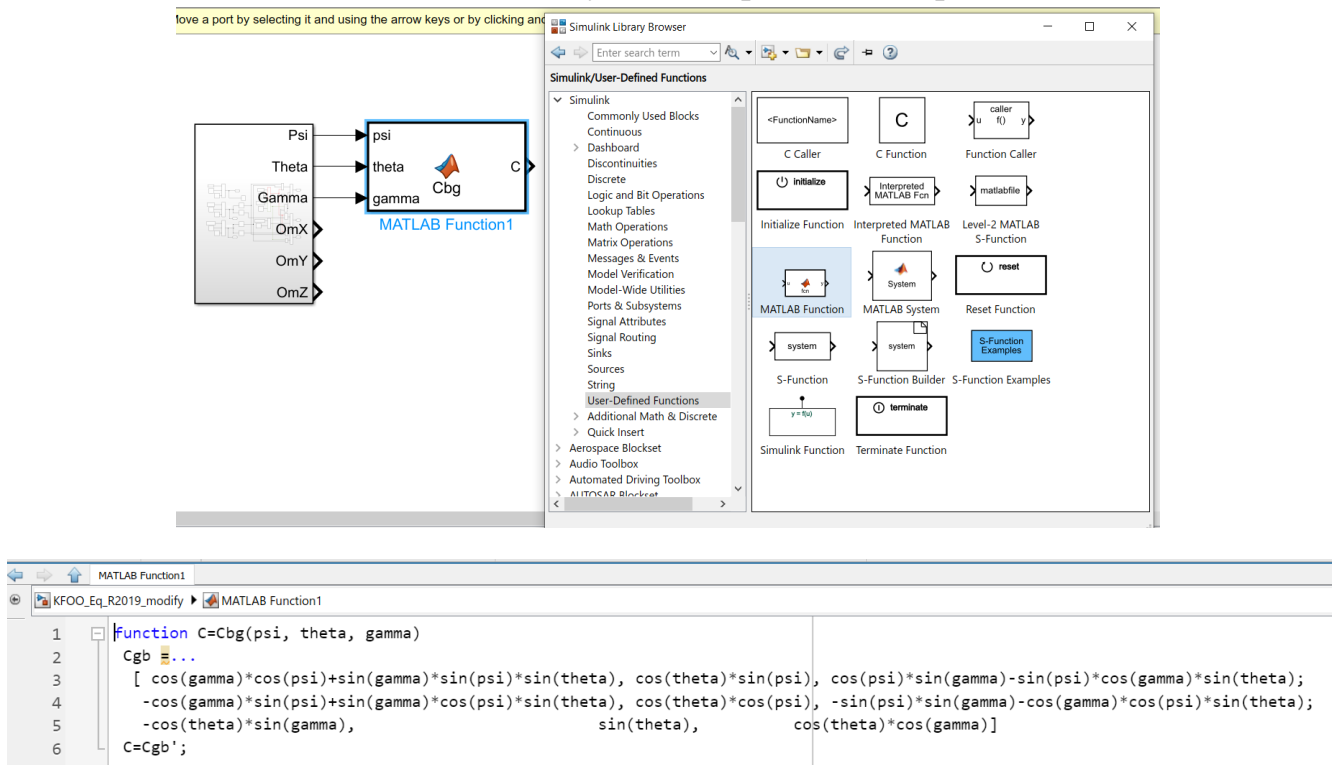 Move a port by selecting it and using the arrow keys or by clicking and
Simulink Library Browser
Enter search term
Simulink/User-Defined Functions
Psi
Theta
Gamma
OmX
OmY
OmZ
psi
theta
gamma
Cbg
C
MATLAB Function1
Simulink
Commonly Used Blocks
Continuous
Dashboard
Discontinuities
Discrete
Logic and Bit Operations
Lookup Tables
Math Operations
Matrix Operations
Messages & Events
Model Verification
Model-Wide Utilities
Ports & Subsystems
Signal Attributes
Signal Routing
Sinks
Sources
String
User-Defined Functions
Additional Math & Discrete
Quick Insert
Aerospace Blockset
Audio Toolbox
Automated Driving Toolbox
AUTOSAR Blockset
<FunctionName>
C Caller
C
C Function
caller
u f() y
Function Caller
initialize
Initialize Function
Interpreted
MATLAB Fcn
Interpreted MATLAB
Function
matlabfile
Level-2 MATLAB
S-Function
u fcn y
MATLAB Function
System
MATLAB System
reset
Reset Function
system
S-Function
system
S-Function Builder
S-Function
Examples
S-Function Examples
y = f(u)
Simulink Function
terminate
Terminate Function
MATLAB Function1
KFOO_Eq_R2019_modify MATLAB Function1
1 function C=Cbg(psi, theta, gamma)
2 Cgb =...
3 [ cos(gamma)*cos(psi)+sin(gamma)*sin(psi)*sin(theta), cos(theta)*sin(psi), cos(psi)*sin(gamma)-sin(psi)*cos(gamma)*sin(theta);
4 -cos(gamma)*sin(psi)+sin(gamma)*cos(psi)*sin(theta), cos(theta)*cos(psi), -sin(psi)*sin(gamma)-cos(gamma)*cos(psi)*sin(theta);
5 -cos(theta)*sin(gamma), sin(theta), cos(theta)*cos(gamma)]
6 C=Cgb';